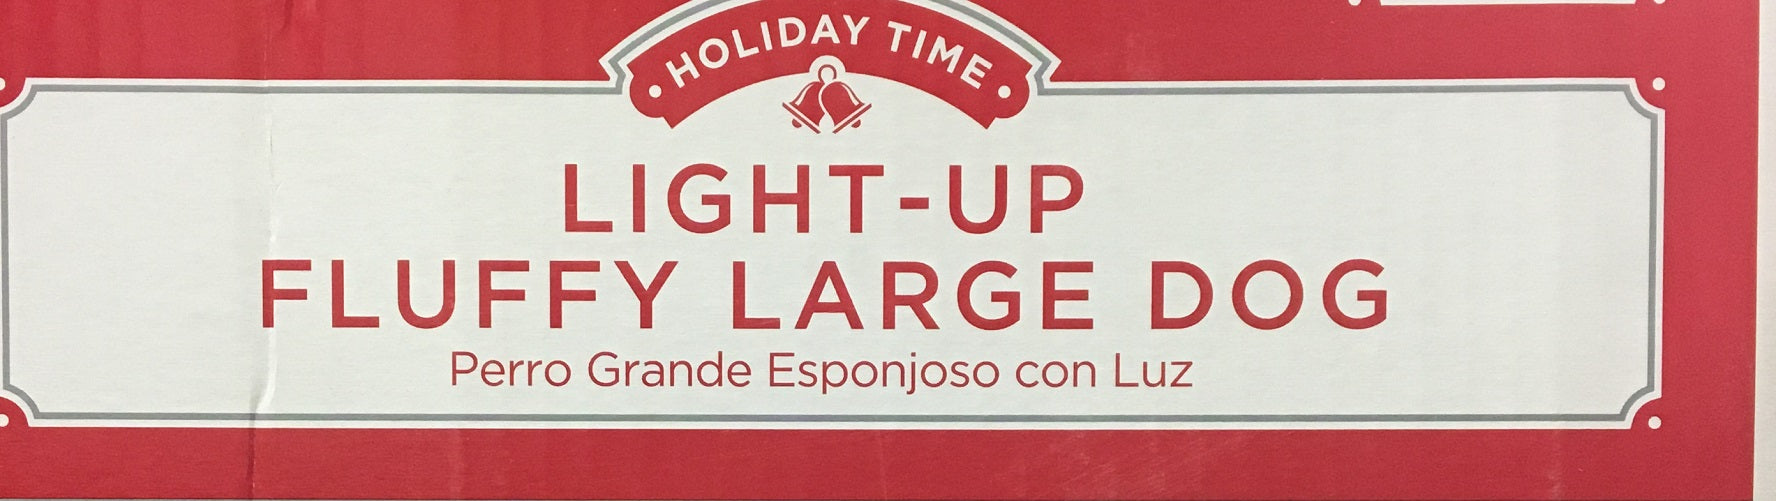 HOLIDAY TIME
LIGHT-UP
FLUFFY LARGE DOG
Perro Grande Esponjoso con Luz